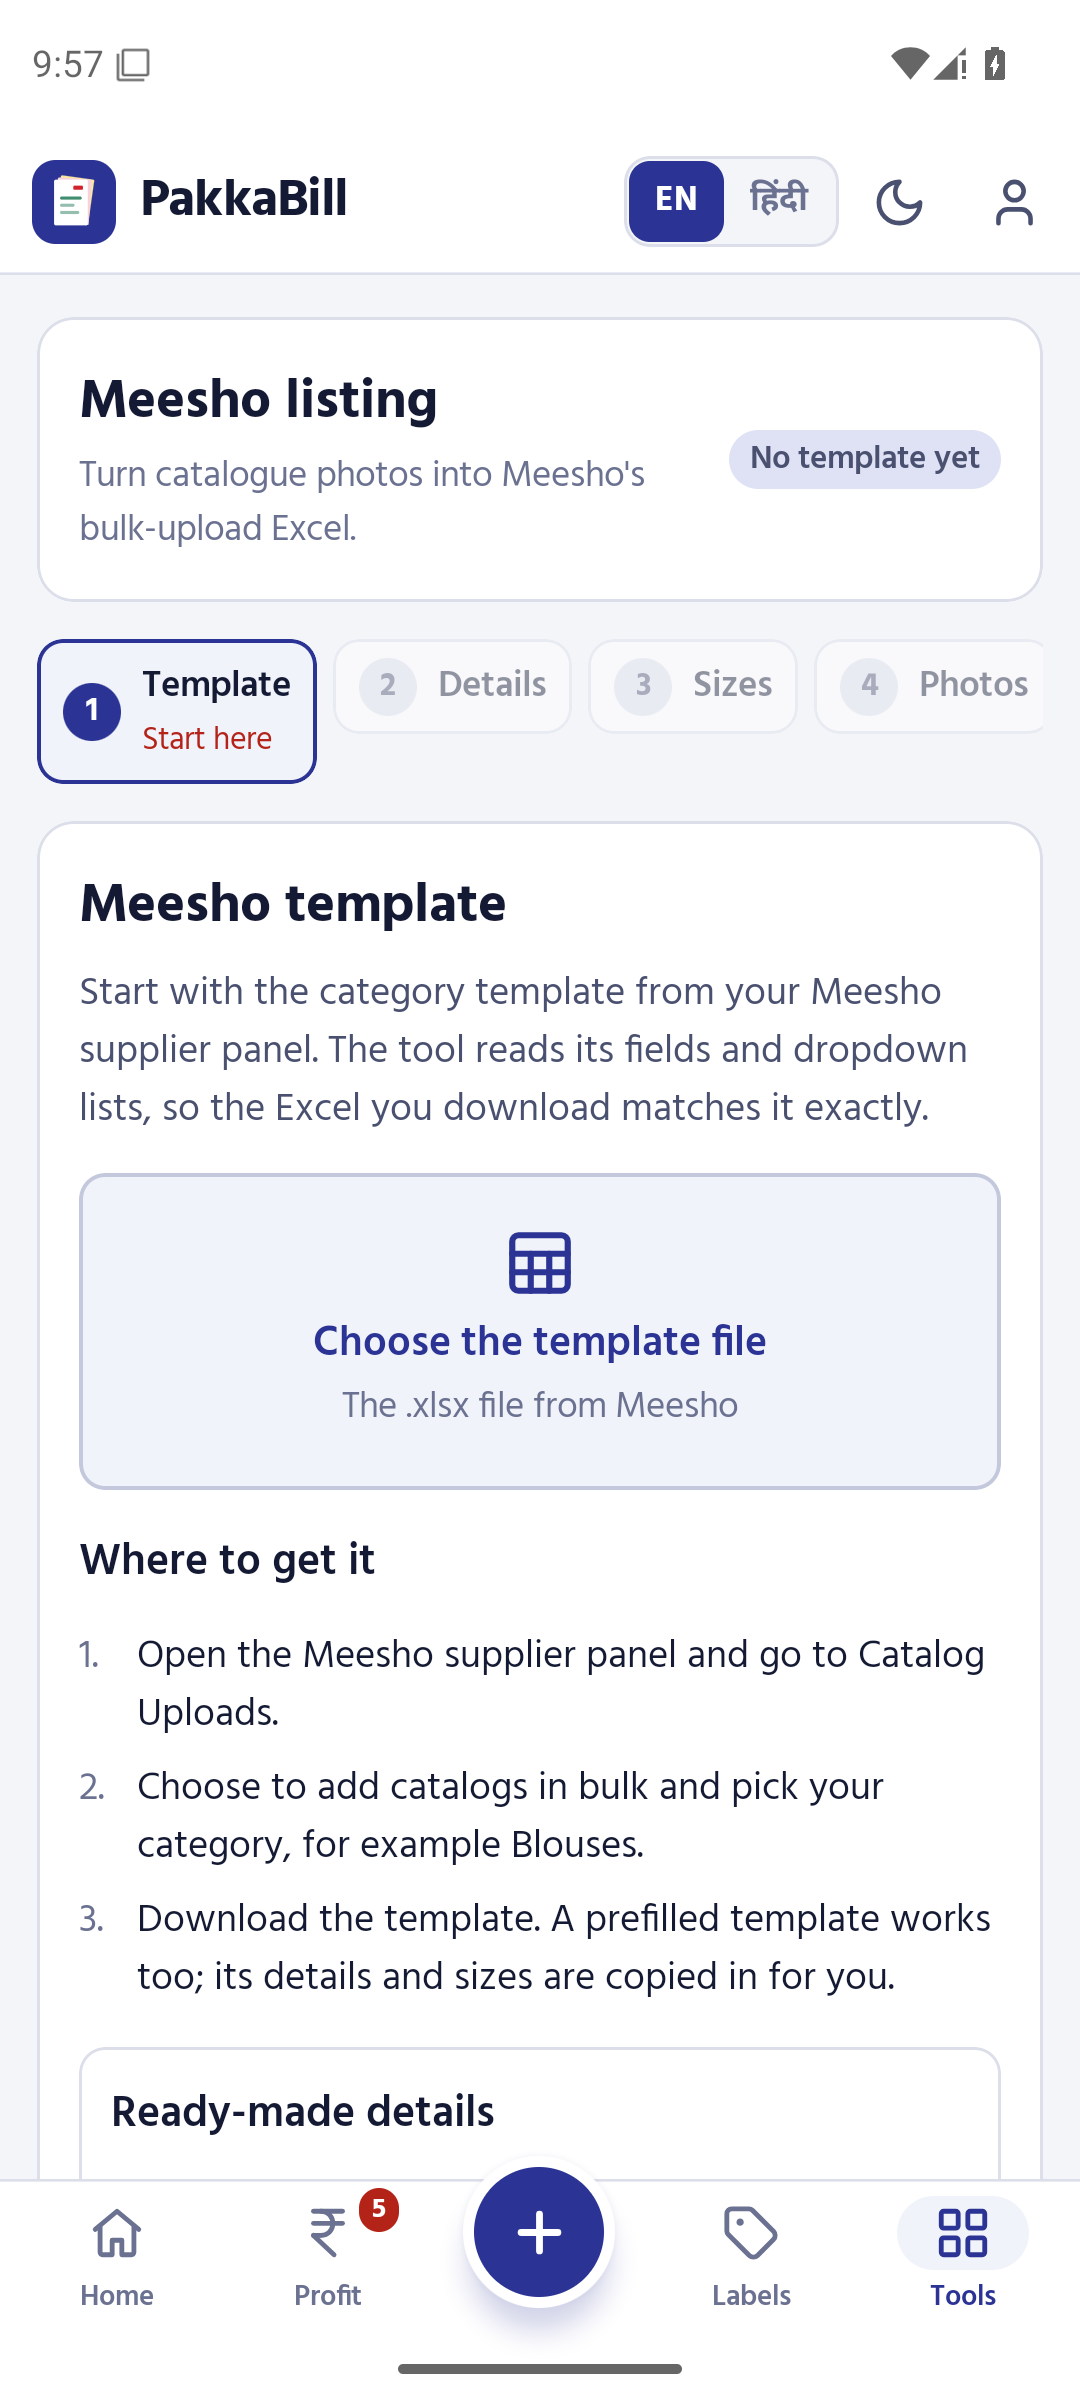 9:57
PakkaBill
EN
हिंदी
Meesho listing
Turn catalogue photos into Meesho's
bulk-upload Excel.
No template yet
1
Template
Start here
2
Details
3
Sizes
4
Photos
Meesho template
Start with the category template from your Meesho
supplier panel. The tool reads its fields and dropdown
lists, so the Excel you download matches it exactly.
Choose the template file
The .xlsx file from Meesho
Where to get it
1. Open the Meesho supplier panel and go to Catalog
Uploads.
2. Choose to add catalogs in bulk and pick your
category, for example Blouses.
3. Download the template. A prefilled template works
too; its details and sizes are copied in for you.
Ready-made details
Home
Profit
5
Labels
Tools